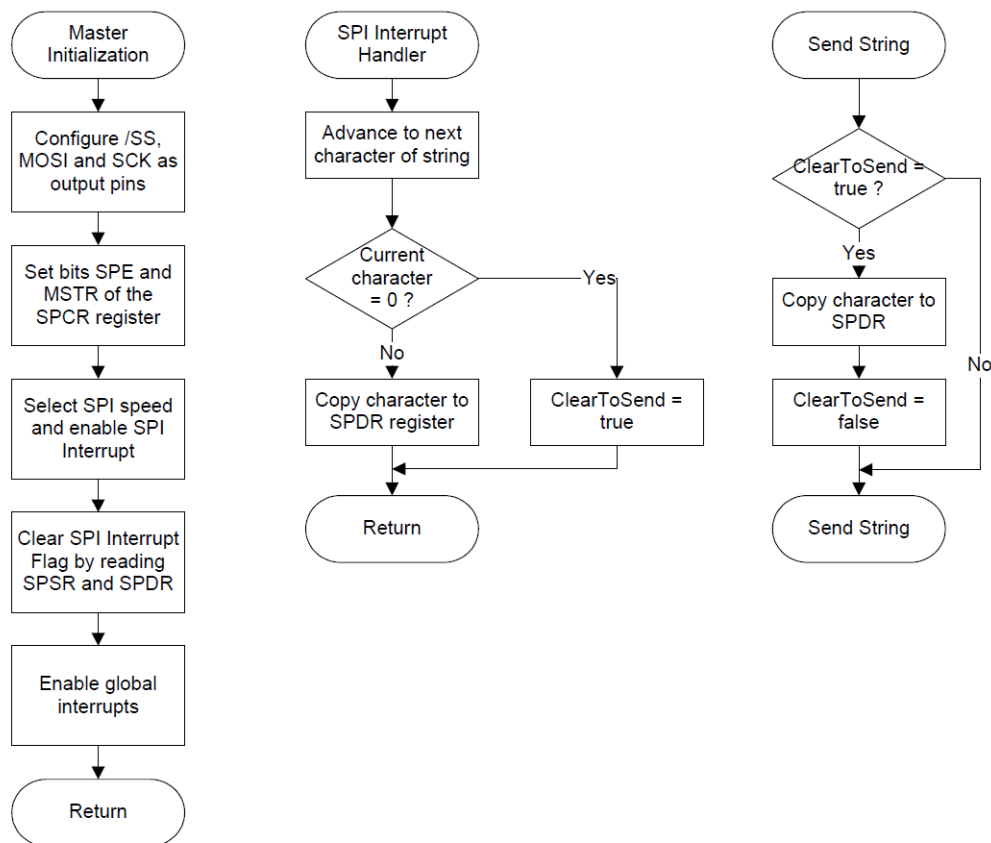 Master
Initialization
Configure /SS,
MOSI and SCK as
output pins
Set bits SPE and
MSTR of the
SPCR register
Select SPI speed
and enable SPI
Interrupt
Clear SPI Interrupt
Flag by reading
SPSR and SPDR
Enable global
interrupts
Return
SPI Interrupt
Handler
Advance to next
character of string
Current
character
= 0 ?
Yes
No
Copy character to
SPDR register
ClearToSend =
true
Return
Send String
ClearToSend =
true ?
Yes
Copy character to
SPDR
No
ClearToSend =
false
Send String